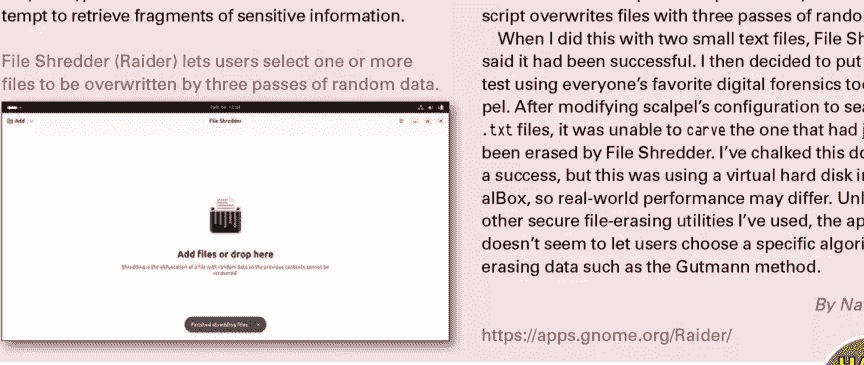 tempt to retrieve fragments of sensitive information.
File Shredder (Raider) lets users select one or more
files to be overwritten by three passes of random data.
Add
File Shredder
Add files or drop here
Shredding is the obfuscation of a file with random data so the previous contents cannot be
recovered.
Finished shredding files
script overwrites files with three passes of rando
When I did this with two small text files, File Sh
said it had been successful. I then decided to put
test using everyone's favorite digital forensics too
pel. After modifying scalpel's configuration to sea
.txt files, it was unable to carve the one that had j
been erased by File Shredder. I've chalked this do
a success, but this was using a virtual hard disk in
alBox, so real-world performance may differ. Unl
other secure file-erasing utilities I've used, the ap
doesn't seem to let users choose a specific algori
erasing data such as the Gutmann method.
By Na
https://apps.gnome.org/Raider/